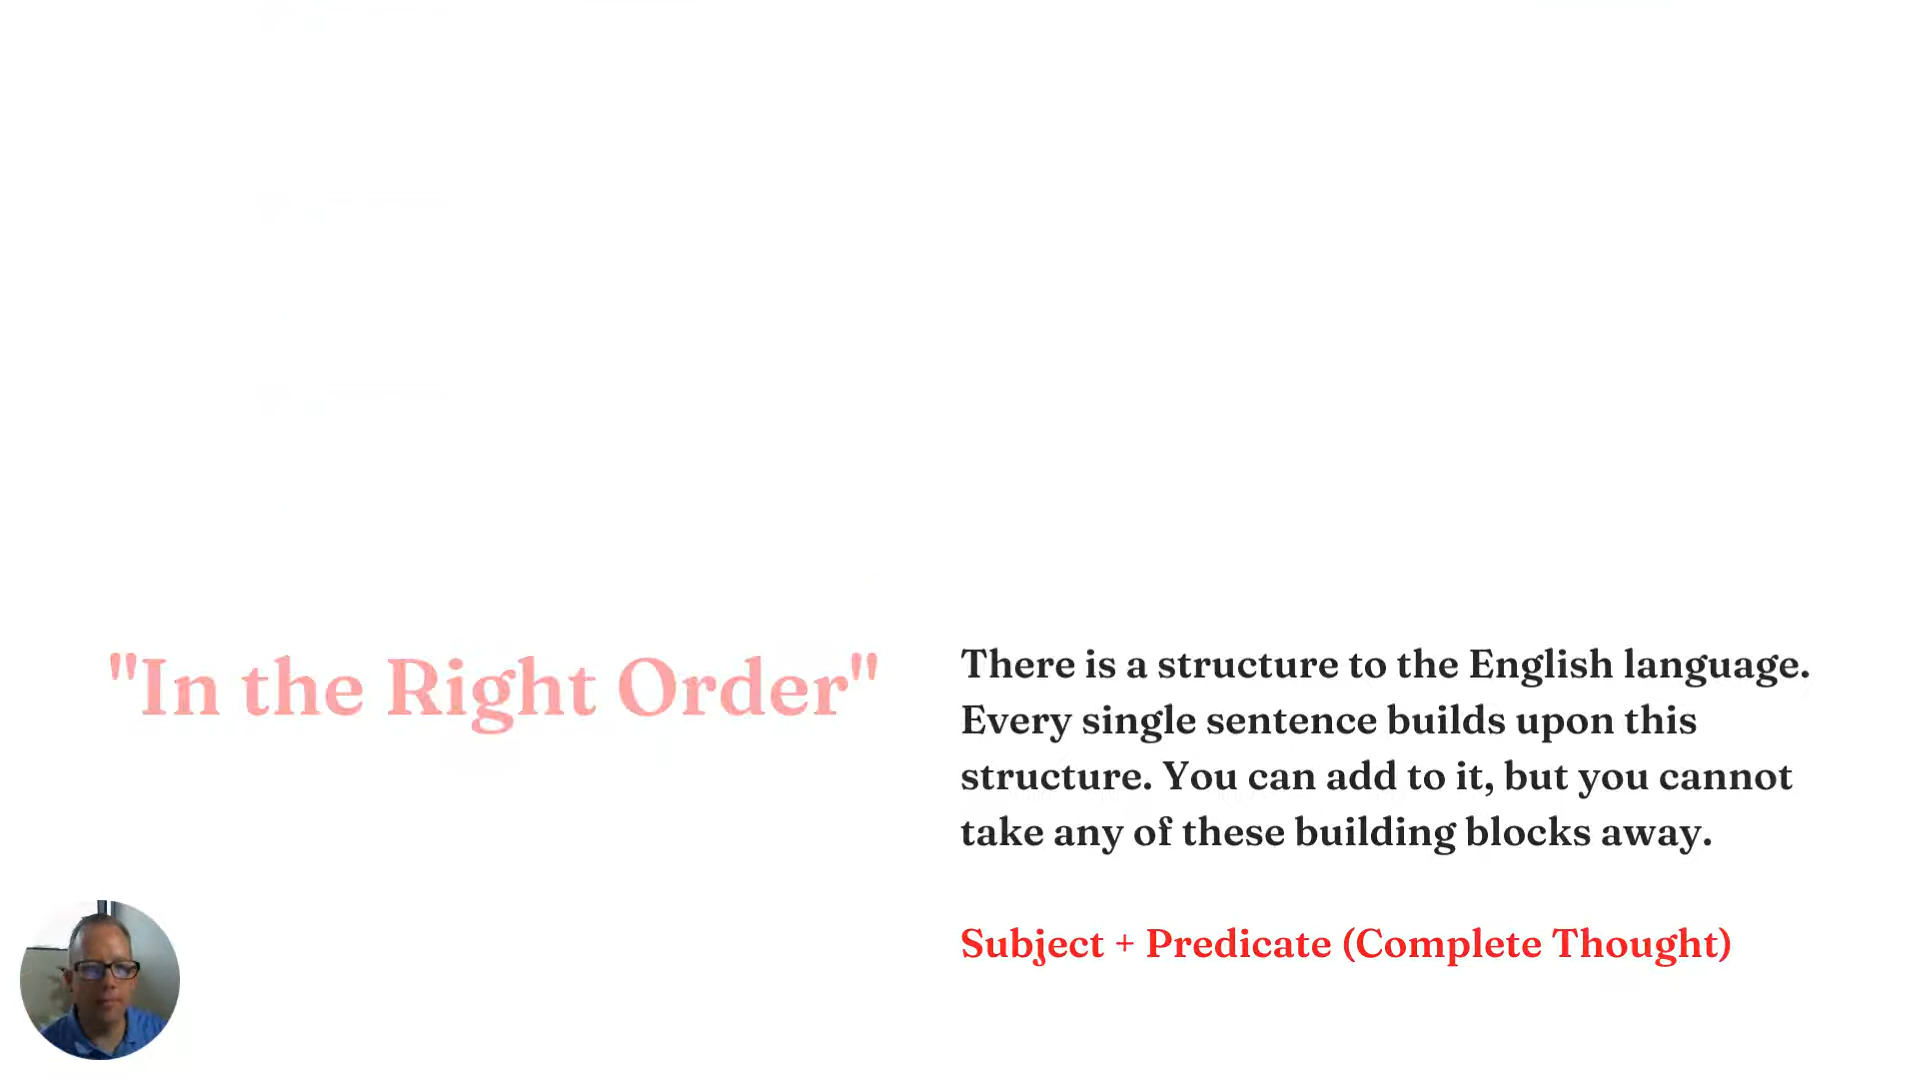 "In the Right Order"
There is a structure to the English language.
Every single sentence builds upon this
structure. You can add to it, but you cannot
take any of these building blocks away.
Subject + Predicate (Complete Thought)